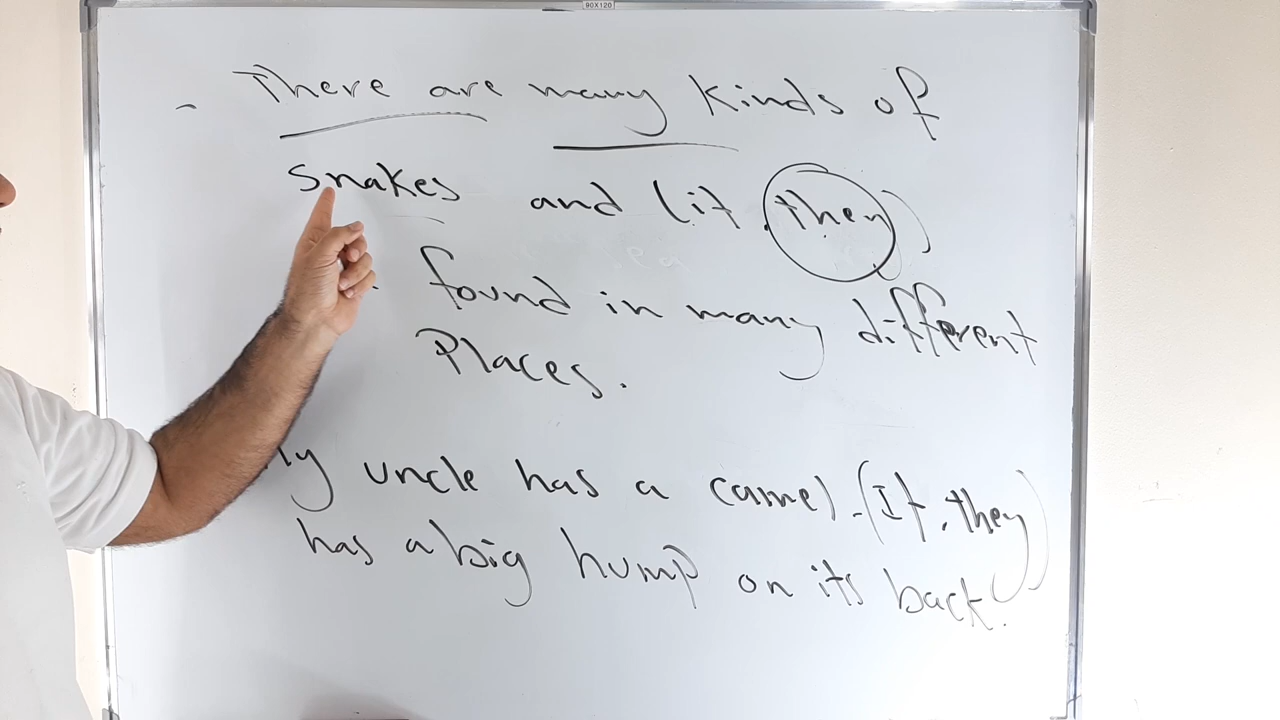 90X120
- There are many kinds of
snakes and (it, they)
found in many different
Places.
uncle has a camel. (It, they)
has a big hump on its back.